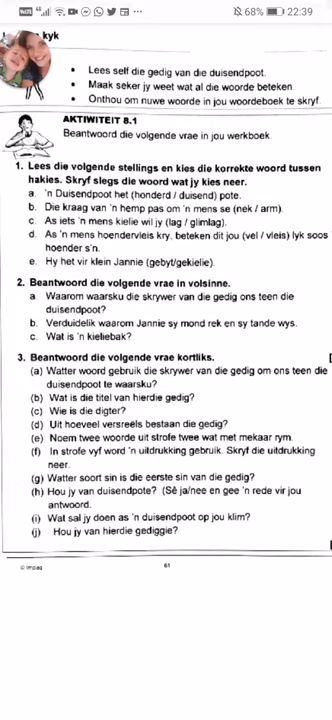 68% 22:39
kyk
• Lees self die gedig van die duisendpoot.
• Maak seker jy weet wat al die woorde beteken.
• Onthou om nuwe woorde in jou woordeboek te skryf.
AKTIWITEIT 8.1
Beantwoord die volgende vrae in jou werkboek.
1. Lees die volgende stellings en kies die korrekte woord tussen
hakies. Skryf slegs die woord wat jy kies neer.
a. 'n Duisendpoot het (honderd / duisend) pote.
b. Die kraag van 'n hemp pas om 'n mens se (nek / arm).
c. As iets 'n mens kielie wil jy (lag / glimlag).
d. As 'n mens hoendervleis kry, beteken dit jou (vel / vleis) lyk soos
hoender s'n.
e. Hy het vir klein Jannie (gebyt/gekielie).
2. Beantwoord die volgende vrae in volsinne.
a Waarom waarsku die skrywer van die gedig ons teen die
duisendpoot?
b. Verduidelik waarom Jannie sy mond rek en sy tande wys.
c. Wat is 'n kieliebak?
3. Beantwoord die volgende vrae kortliks.
(a) Watter woord gebruik die skrywer van die gedig om ons teen die
duisendpoot te waarsku?
(b) Wat is die titel van hierdie gedig?
(c) Wie is die digter?
(d) Uit hoeveel versreëls bestaan die gedig?
(e) Noem twee woorde uit strofe twee wat met mekaar rym.
(f) In strofe vyf word 'n uitdrukking gebruik. Skryf die uitdrukking
neer.
(g) Watter soort sin is die eerste sin van die gedig?
(h) Hou jy van duisendpote? (Sê ja/nee en gee 'n rede vir jou
antwoord.
(i) Wat sal jy doen as 'n duisendpoot op jou klim?
(j) Hou jy van hierdie gediggie?
© Impaq
61